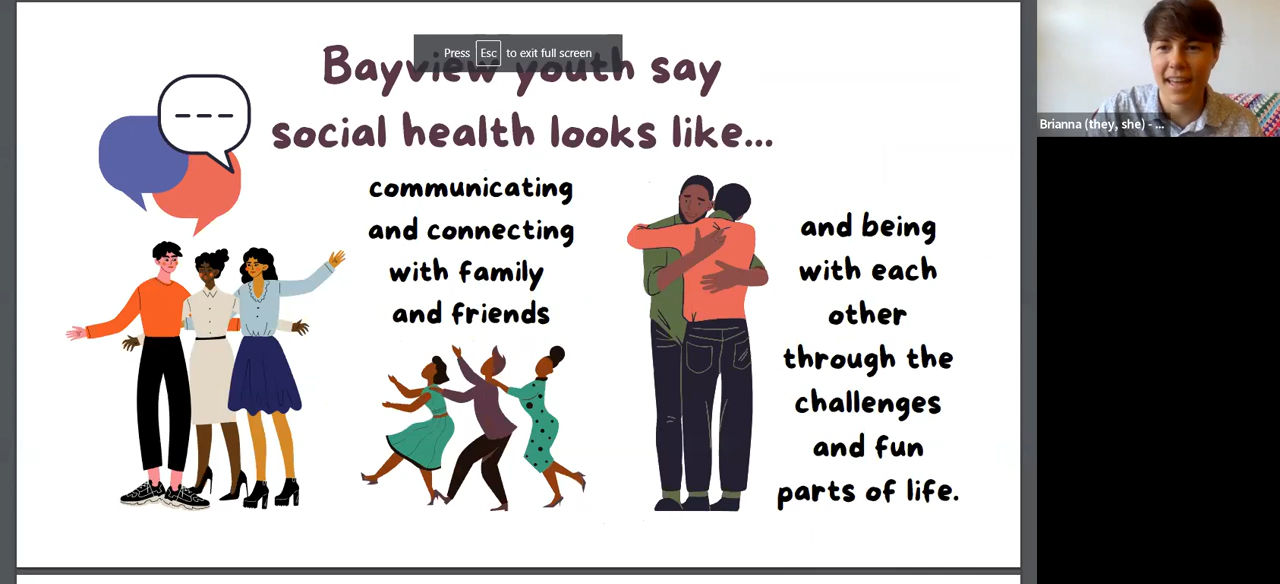 Press Esc to exit full screen
Bayview youth say
social health looks like...
communicating
and connecting
with family
and friends
and being
with each
other
through the
challenges
and fun
parts of life.
Brianna (they, she) - ...